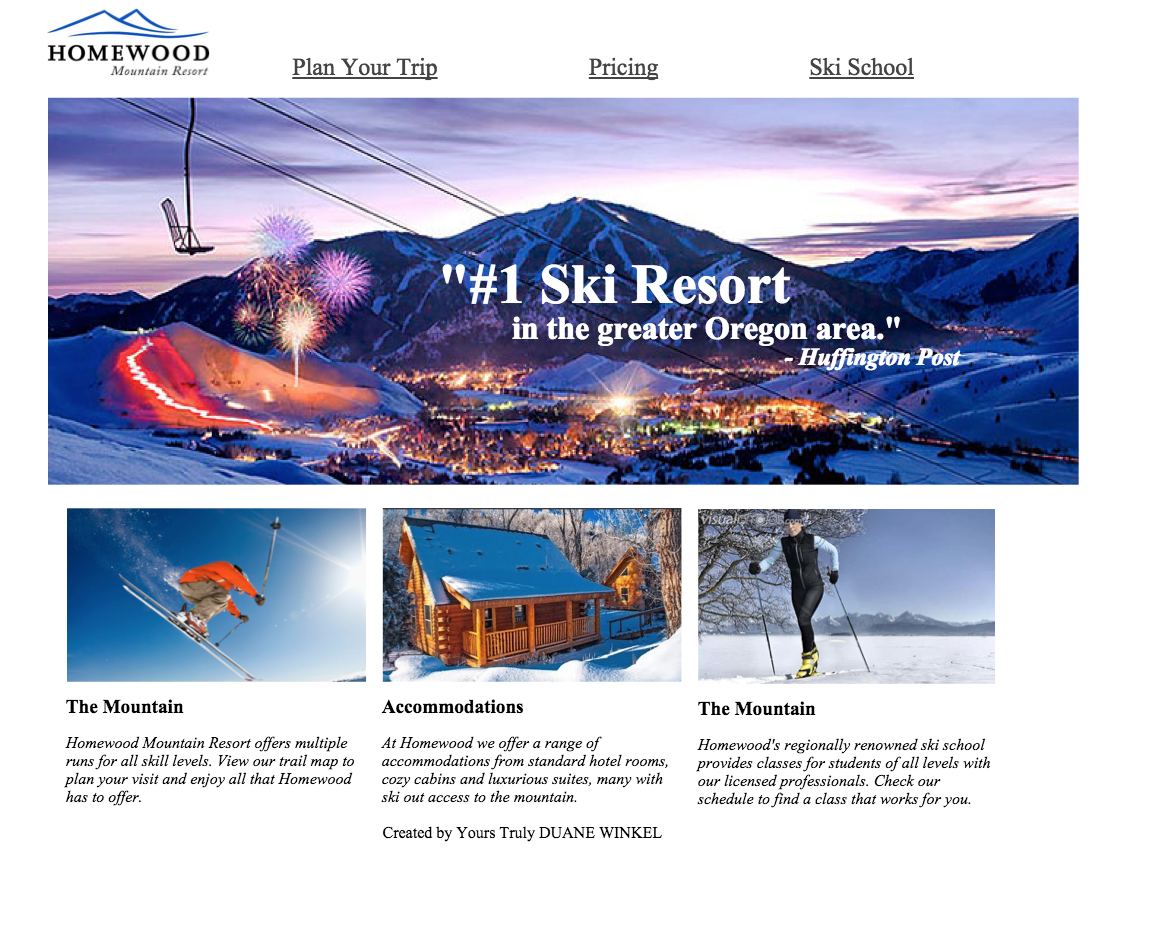 HOMEWOOD
Mountain Resort
Plan Your Trip
Pricing
Ski School
"#1 Ski Resort
in the greater Oregon area."
- Huffington Post
The Mountain
Homewood Mountain Resort offers multiple
runs for all skill levels. View our trail map to
plan your visit and enjoy all that Homewood
has to offer.
Accommodations
At Homewood we offer a range of
accommodations from standard hotel rooms,
cozy cabins and luxurious suites, many with
ski out access to the mountain.
The Mountain
Homewood's regionally renowned ski school
provides classes for students of all levels with
our licensed professionals. Check our
schedule to find a class that works for you.
Created by Yours Truly DUANE WINKEL